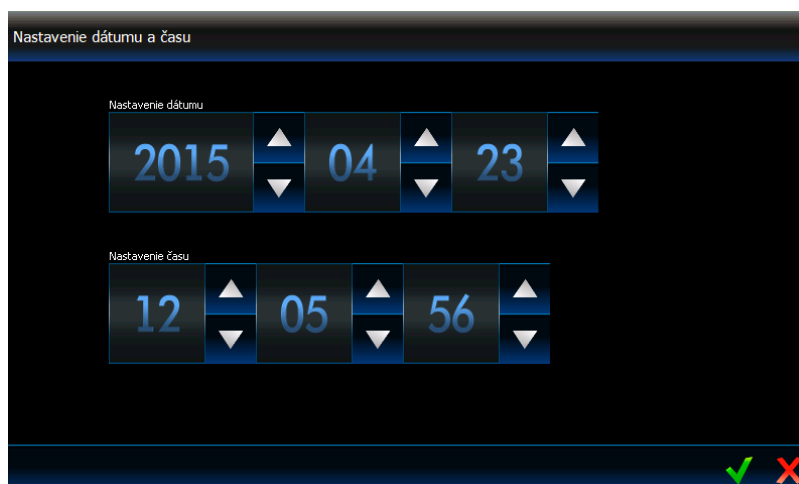 Nastavenie dátumu a času
Nastavenie dátumu
2015 04 23
Nastavenie času
12 05 56